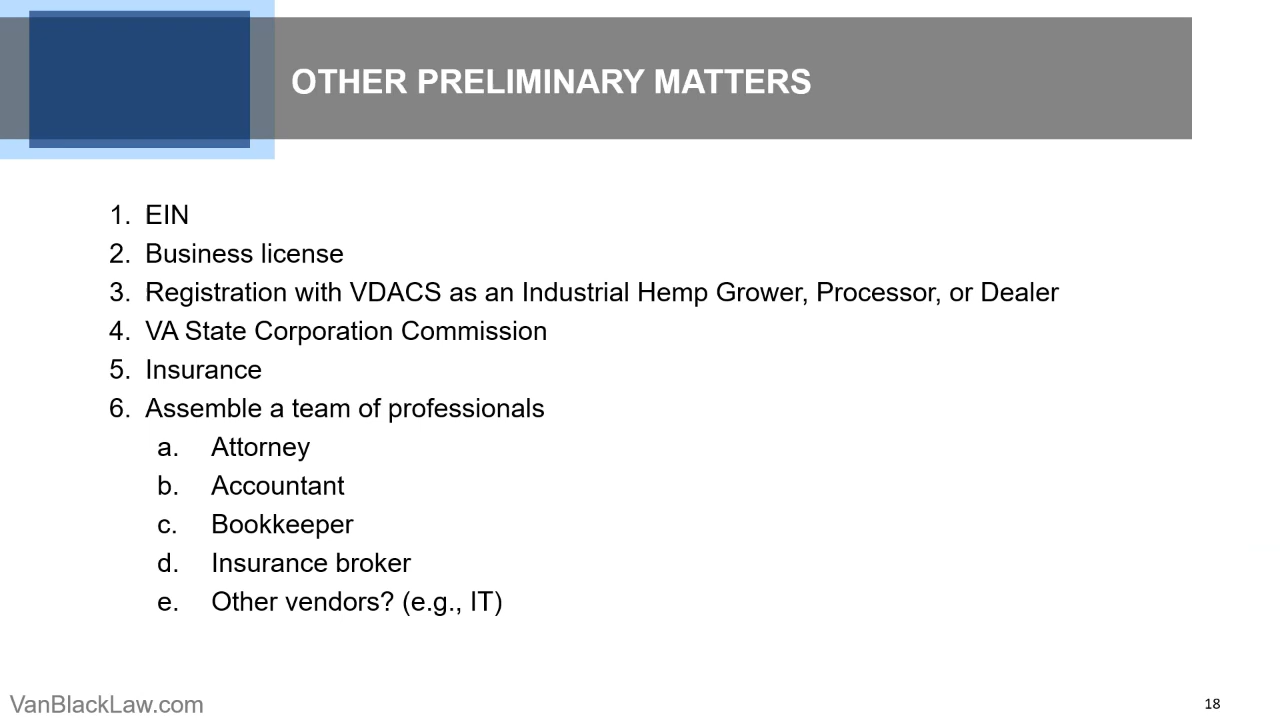 OTHER PRELIMINARY MATTERS
1. EIN
2. Business license
3. Registration with VDACS as an Industrial Hemp Grower, Processor, or Dealer
4. VA State Corporation Commission
5. Insurance
6. Assemble a team of professionals
a. Attorney
b. Accountant
c. Bookkeeper
d. Insurance broker
e. Other vendors? (e.g., IT)
VanBlackLaw.com
18